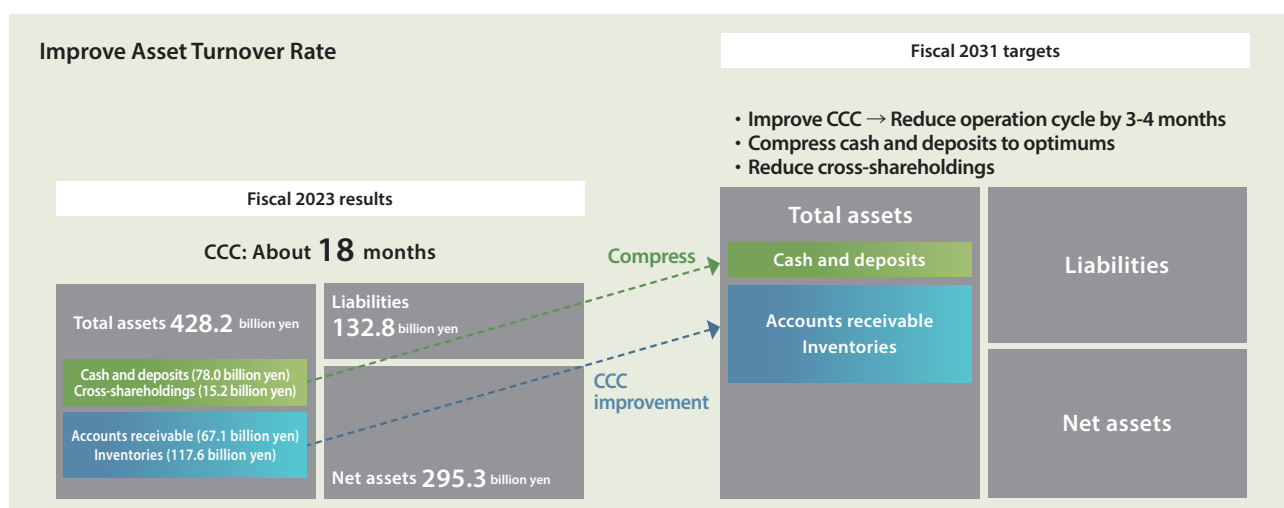 Improve Asset Turnover Rate
Fiscal 2023 results
CCC: About 18 months
Total assets 428.2 billion yen
Cash and deposits (78.0 billion yen)
Cross-shareholdings (15.2 billion yen)
Accounts receivable (67.1 billion yen)
Inventories (117.6 billion yen)
Liabilities
132.8 billion yen
Net assets 295.3 billion yen
Compress
CCC
improvement
Fiscal 2031 targets
・Improve CCC → Reduce operation cycle by 3-4 months
・Compress cash and deposits to optimums
・Reduce cross-shareholdings
Total assets
Cash and deposits
Accounts receivable
Inventories
Liabilities
Net assets